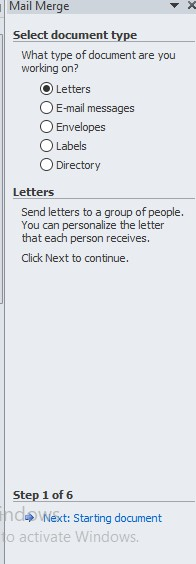 Mail Merge
Select document type
What type of document are you
working on?
Letters
E-mail messages
Envelopes
Labels
Directory
Letters
Send letters to a group of people.
You can personalize the letter
that each person receives.
Click Next to continue.
Step 1 of 6
Next: Starting document
to activate Windows.